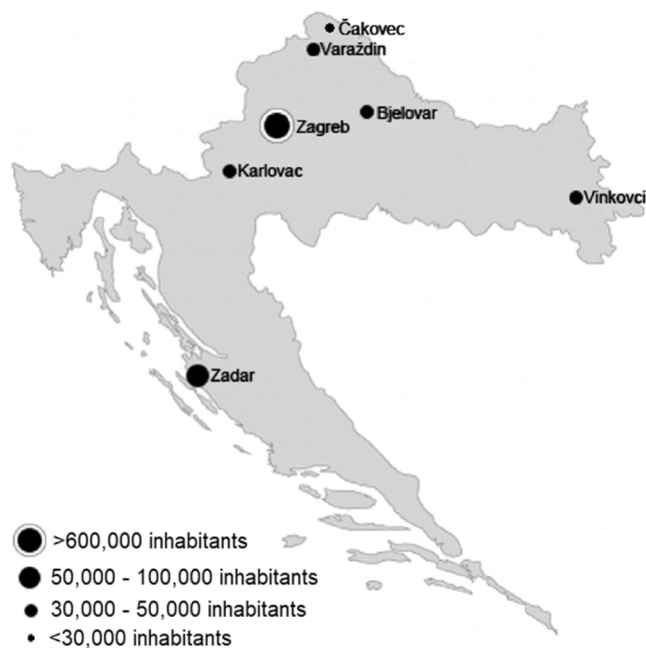 Čakovec
Varaždin
Bjelovar
Zagreb
Karlovac
Vinkovci
Zadar
>600,000 inhabitants
50,000 - 100,000 inhabitants
30,000 - 50,000 inhabitants
<30,000 inhabitants